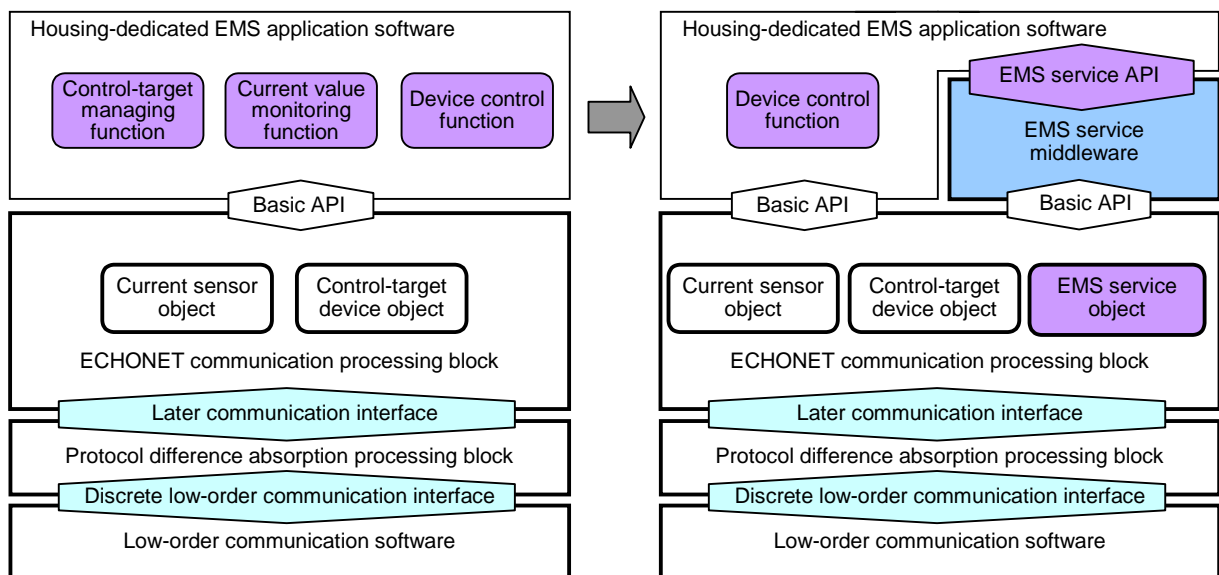 Housing-dedicated EMS application software
Control-target
managing
function
Current value
monitoring
function
Device control
function
Basic API
Current sensor
object
Control-target
device object
ECHONET communication processing block
Later communication interface
Protocol difference absorption processing block
Discrete low-order communication interface
Low-order communication software
Housing-dedicated EMS application software
EMS service API
Device control
function
EMS service
middleware
Basic API
Basic API
Current sensor
object
Control-target
device object
EMS service
object
ECHONET communication processing block
Later communication interface
Protocol difference absorption processing block
Discrete low-order communication interface
Low-order communication software